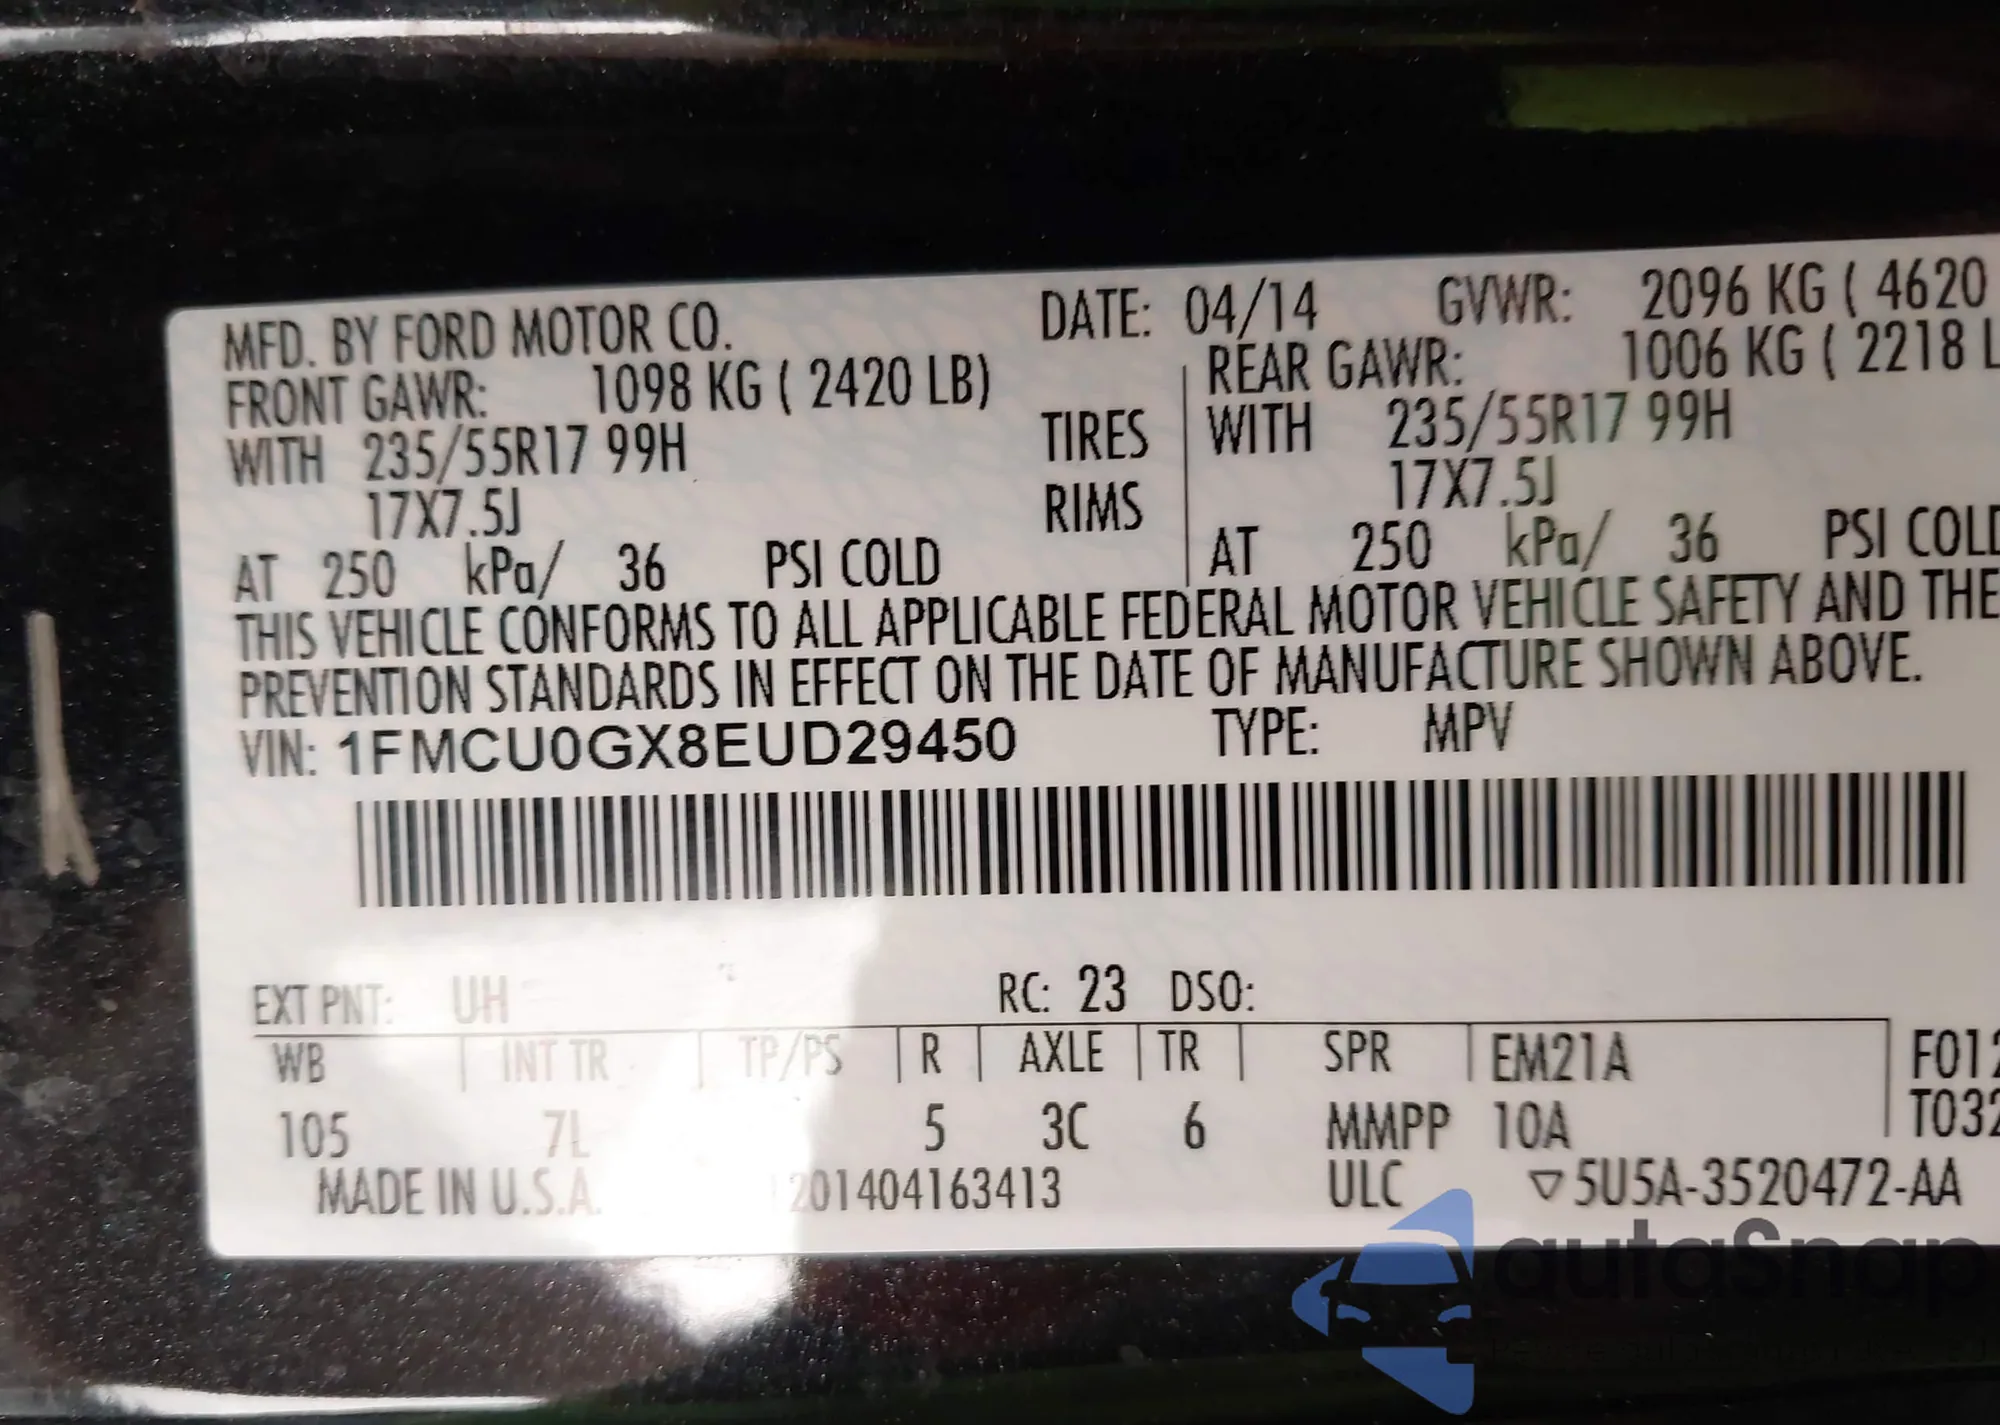 MFD. BY FORD MOTOR CO. DATE: 04/14 GVWR: 2096 KG ( 4620
FRONT GAWR: 1098 KG ( 2420 LB) REAR GAWR: 1006 KG ( 2218 L
WITH 235/55R17 99H TIRES WITH 235/55R17 99H
17X7.5J RIMS 17X7.5J
AT 250 kPa/ 36 PSI COLD AT 250 kPa/ 36 PSI COLD
THIS VEHICLE CONFORMS TO ALL APPLICABLE FEDERAL MOTOR VEHICLE SAFETY AND THE
PREVENTION STANDARDS IN EFFECT ON THE DATE OF MANUFACTURE SHOWN ABOVE.
VIN: 1FMCU0GX8EUD29450 TYPE: MPV
EXT PNT: UH RC: 23 DSO:
WB INT TR TP/PS R AXLE TR SPR EM21A F012
105 7L 5 3C 6 MMPP 10A T032
MADE IN U.S.A. 201404163413 ULC ▽5U5A-3520472-AA
autoSnap